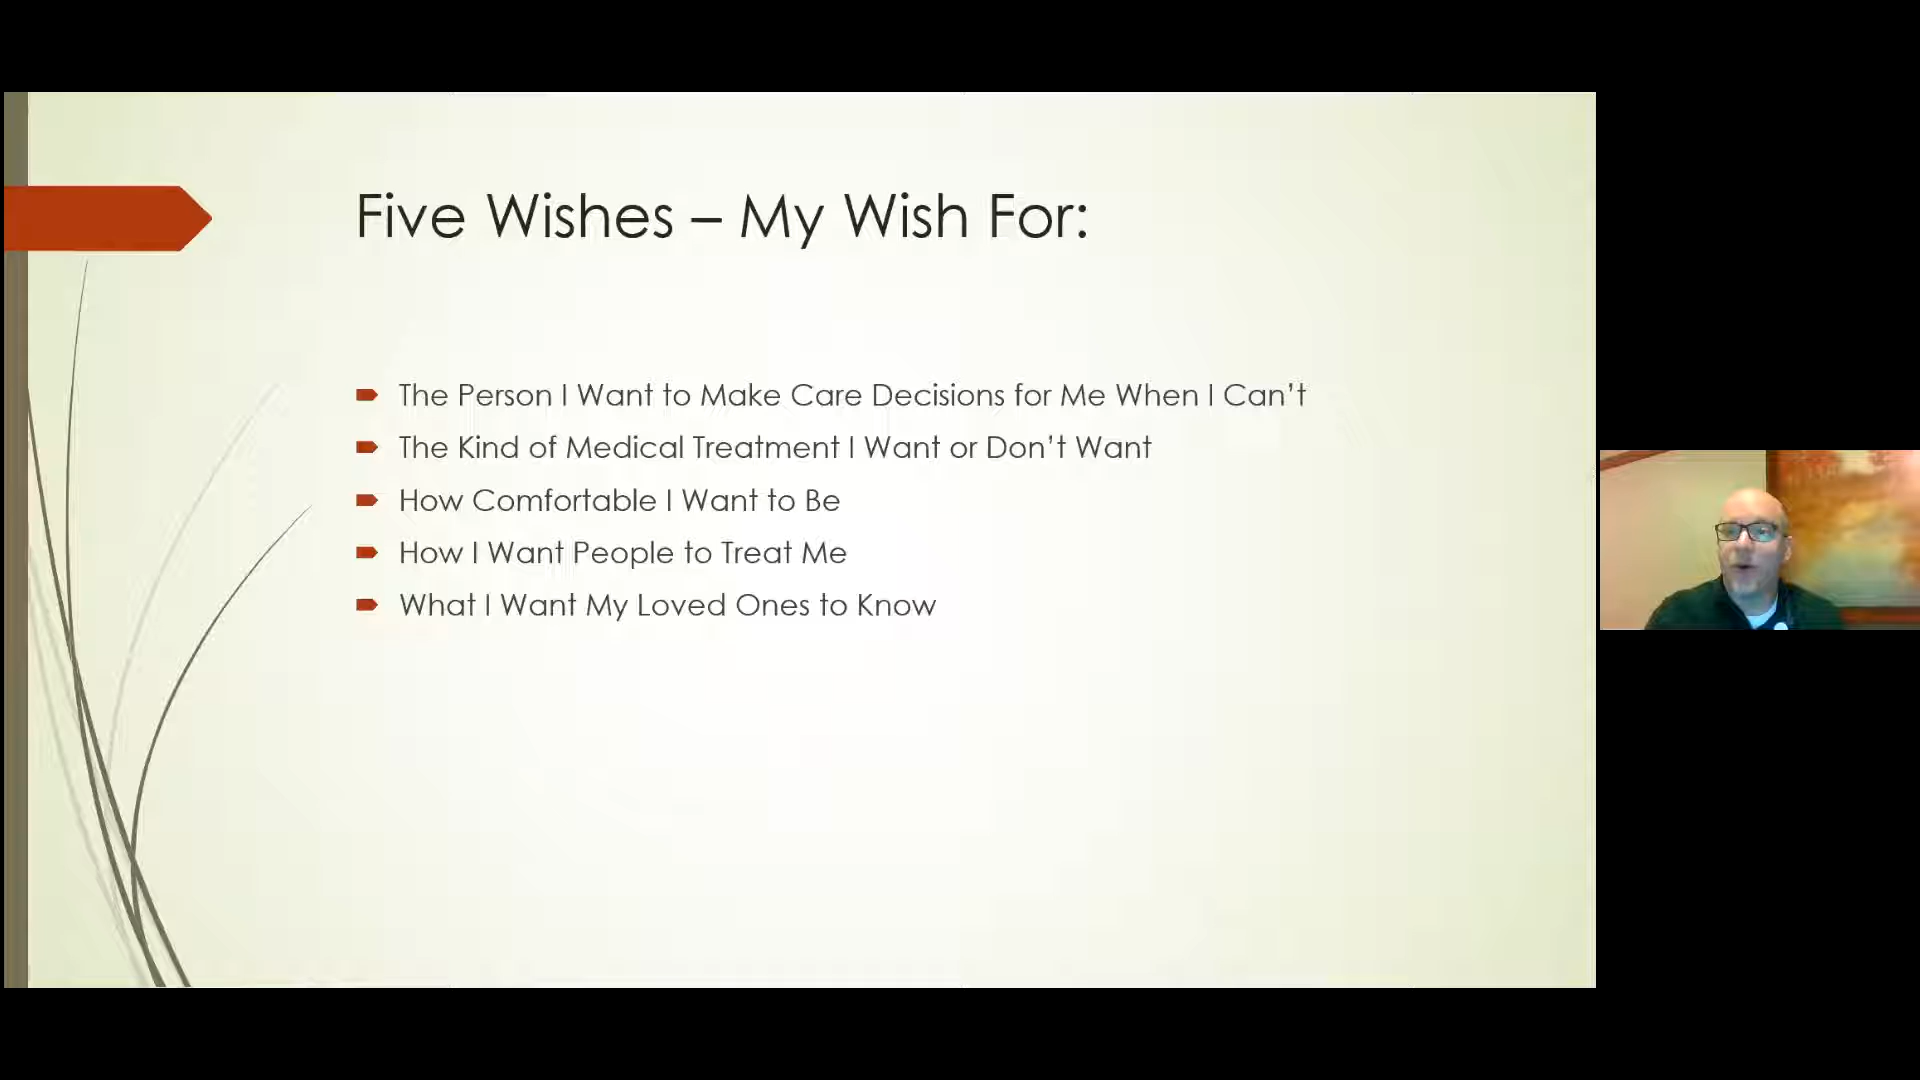 Five Wishes – My Wish For:
The Person I Want to Make Care Decisions for Me When I Can’t
The Kind of Medical Treatment I Want or Don’t Want
How Comfortable I Want to Be
How I Want People to Treat Me
What I Want My Loved Ones to Know